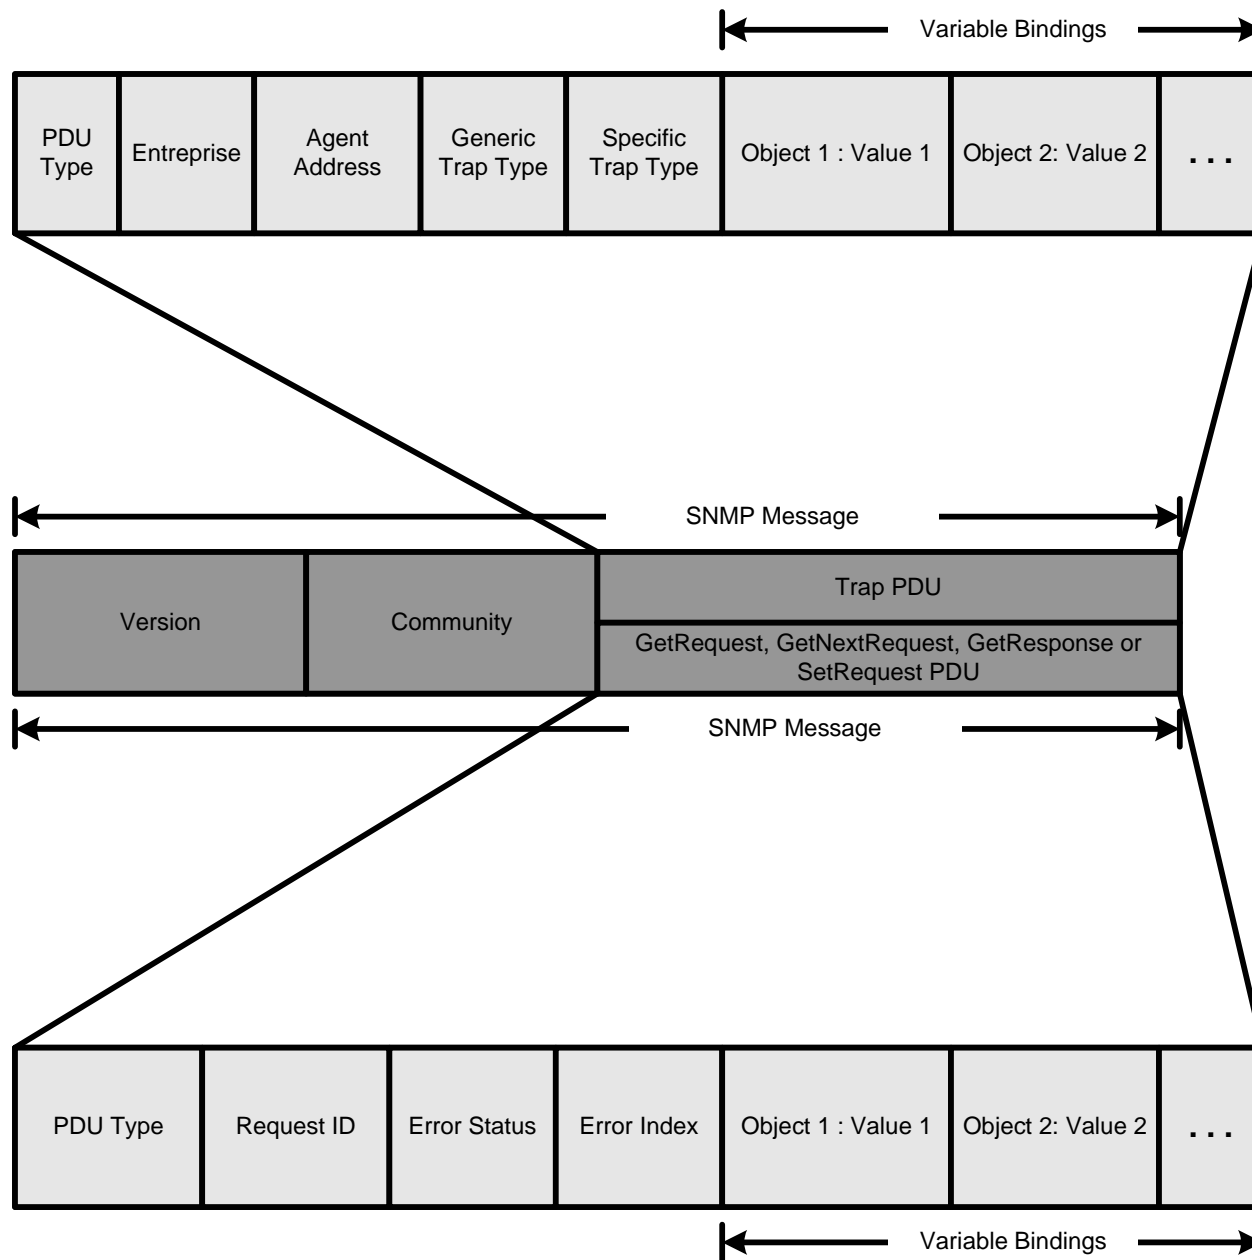 Variable Bindings
PDU
Type
Entreprise
Agent
Address
Generic
Trap Type
Specific
Trap Type
Object 1 : Value 1
Object 2: Value 2
. . .
SNMP Message
Version
Community
Trap PDU
GetRequest, GetNextRequest, GetResponse or
SetRequest PDU
SNMP Message
PDU Type
Request ID
Error Status
Error Index
Object 1 : Value 1
Object 2: Value 2
. . .
Variable Bindings